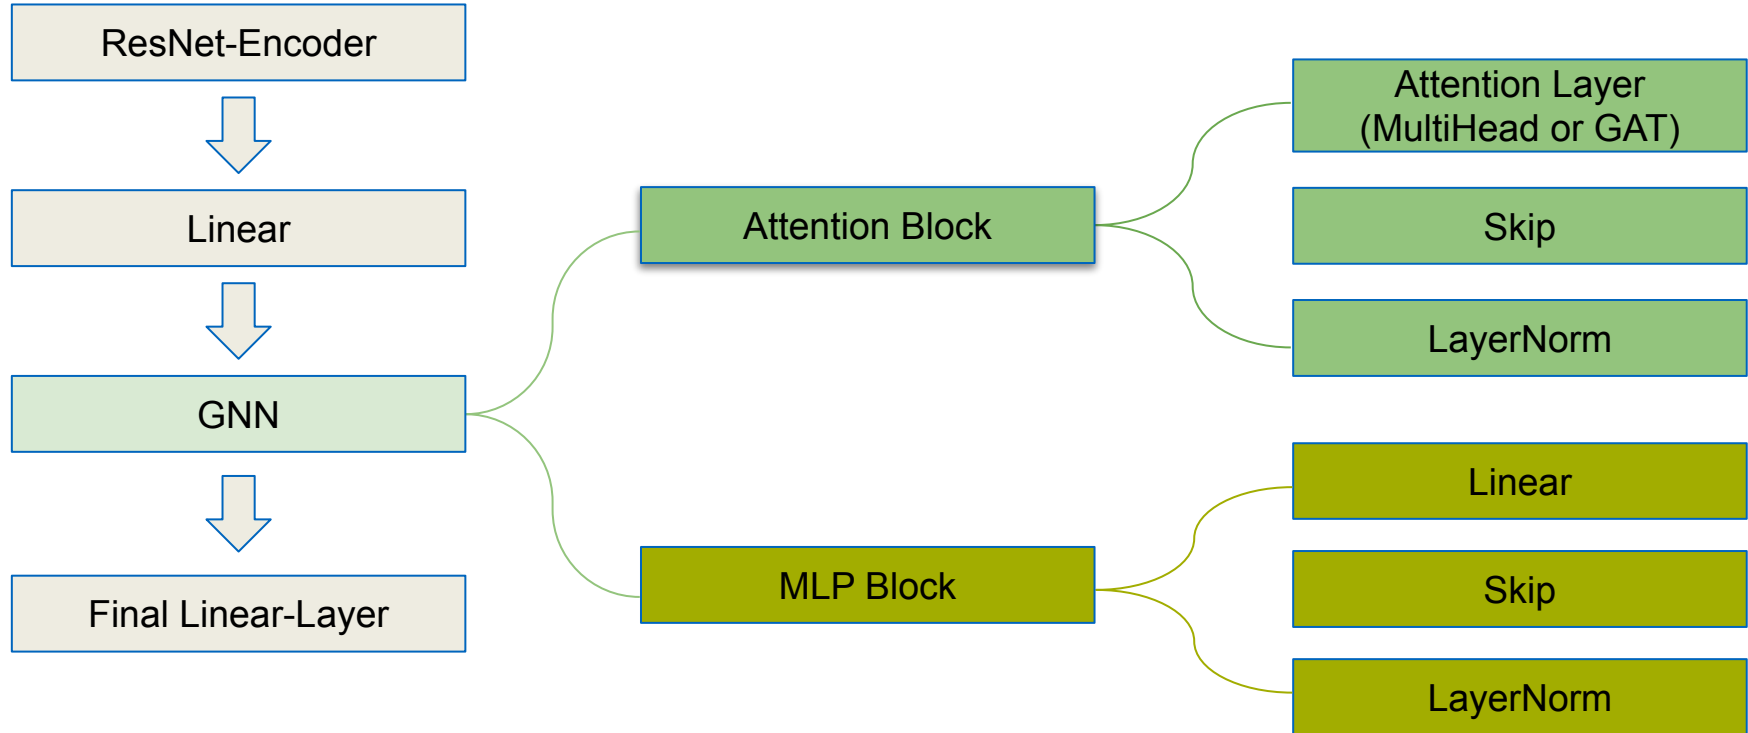 ResNet-Encoder
Linear
GNN
Final Linear-Layer
Attention Block
MLP Block
Attention Layer
(MultiHead or GAT)
Skip
LayerNorm
Linear
Skip
LayerNorm